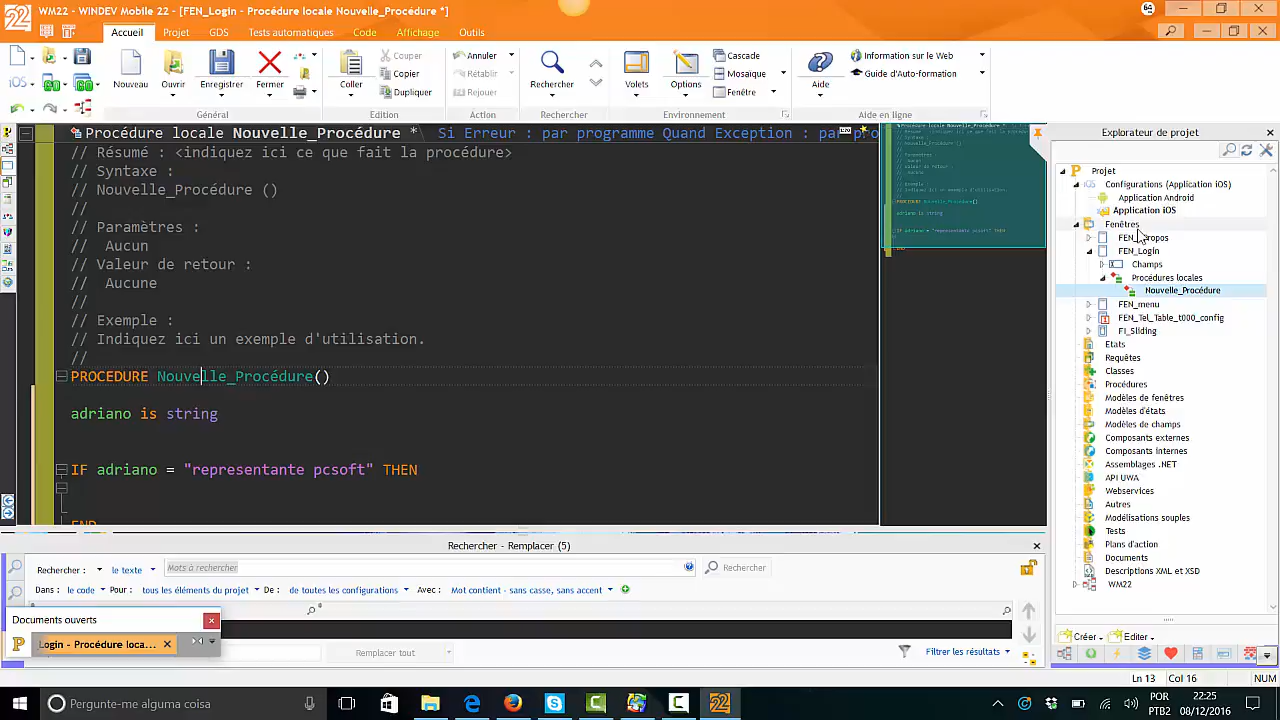 WM22 - WINDEV Mobile 22 - [FEN_Login - Procédure locale Nouvelle_Procédure *]
64
Accueil Projet GDS Tests automatiques Code Affichage Outils
Nouveau Ouvrir Enregistrer Fermer
Général
Coller Couper Copier Dupliquer
Edition
Annuler Rétablir Rejouer
Action
Rechercher
Rechercher
Volets Options Cascade Mosaïque Fenêtre
Environnement
Aide Information sur le Web Guide d'Auto-formation
Aide en ligne
Si Erreur : par programme Quand Exception : par pro
// Résumé : <indiquez ici ce que fait la procédure>
// Syntaxe :
// Nouvelle_Procédure ()
//
// Paramètres :
// Aucun
// Valeur de retour :
// Aucune
//
// Exemple :
// Indiquez ici un exemple d'utilisation.
//
PROCEDURE Nouvelle_Procédure()
adriano is string
IF adriano = "representante pcsoft" THEN
END
Explorateur de projet
Projet
Configurations (Application iOS)
Application Android
Application iOS
FEN_Login
Champs
Procédures locales
Nouvelle_Procédure
FEN_menu
FEN_Tel_Table_t000_config
FI_Sliding
Etats
Requêtes
Classes
Procédures
Modèles de fenêtres
Modèles d'états
Modèles de champs
Composants externes
Composants internes
Assemblages .NET
API UWA
Webservices
Autres
Modélisations souples
Tests
Plans d'action
Documents
Descriptions XML et XSD
WM22
Créer Editer
Rechercher - Remplacer (5)
Rechercher : le texte Mots à rechercher Rechercher
Dans : le code Pour : tous les éléments du projet De : de toutes les configurations Avec : Mot contient - sans casse, sans accent
Documents ouverts
Login - Procédure loca...
Remplacer tout
Filtrer les résultats
Ln 13 Col 16 NUM
Pergunte-me alguma coisa
22
POR
PTB2
22:25
08/12/2016